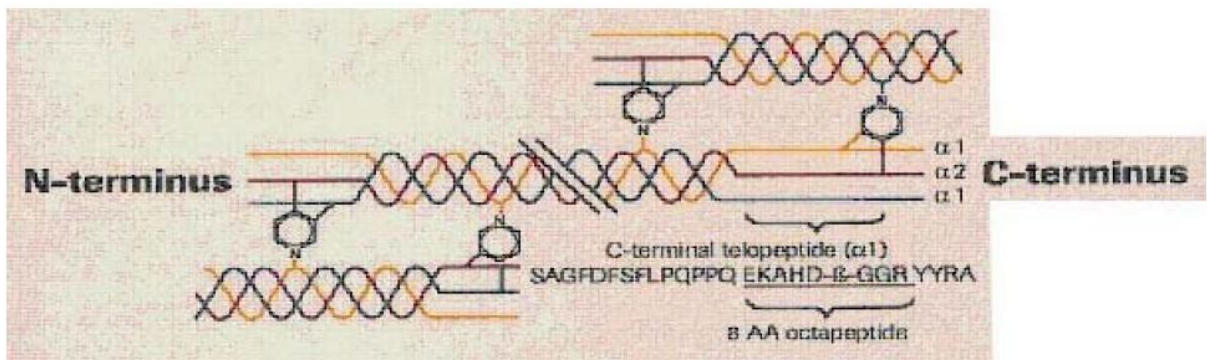 N
N
α1
N-terminus
α2
C-terminus
α1
N
N
C-terminal telopeptide (α1)
SAGFDFSFLPQPPQ EKAHD-ß-GGR YYRA
8 AA octapeptide